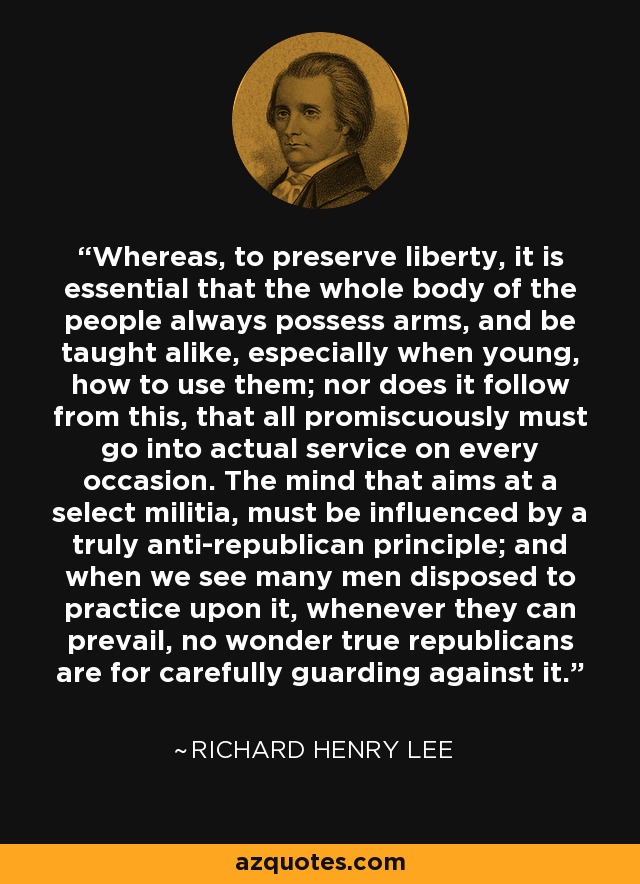 “Whereas, to preserve liberty, it is
essential that the whole body of the
people always possess arms, and be
taught alike, especially when young,
how to use them; nor does it follow
from this, that all promiscuously must
go into actual service on every
occasion. The mind that aims at a
select militia, must be influenced by a
truly anti-republican principle; and
when we see many men disposed to
practice upon it, whenever they can
prevail, no wonder true republicans
are for carefully guarding against it.”
~RICHARD HENRY LEE
azquotes.com